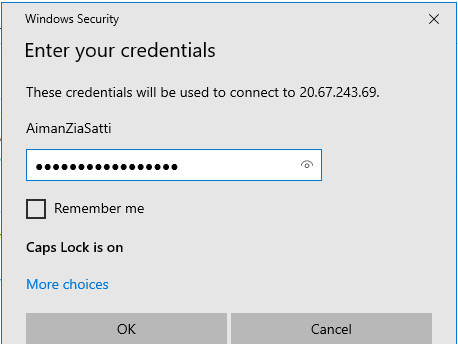 Windows Security
Enter your credentials
These credentials will be used to connect to 20.67.243.69.
AimanZiaSatti
•••••••••••••••••
Remember me
Caps Lock is on
More choices
OK
Cancel